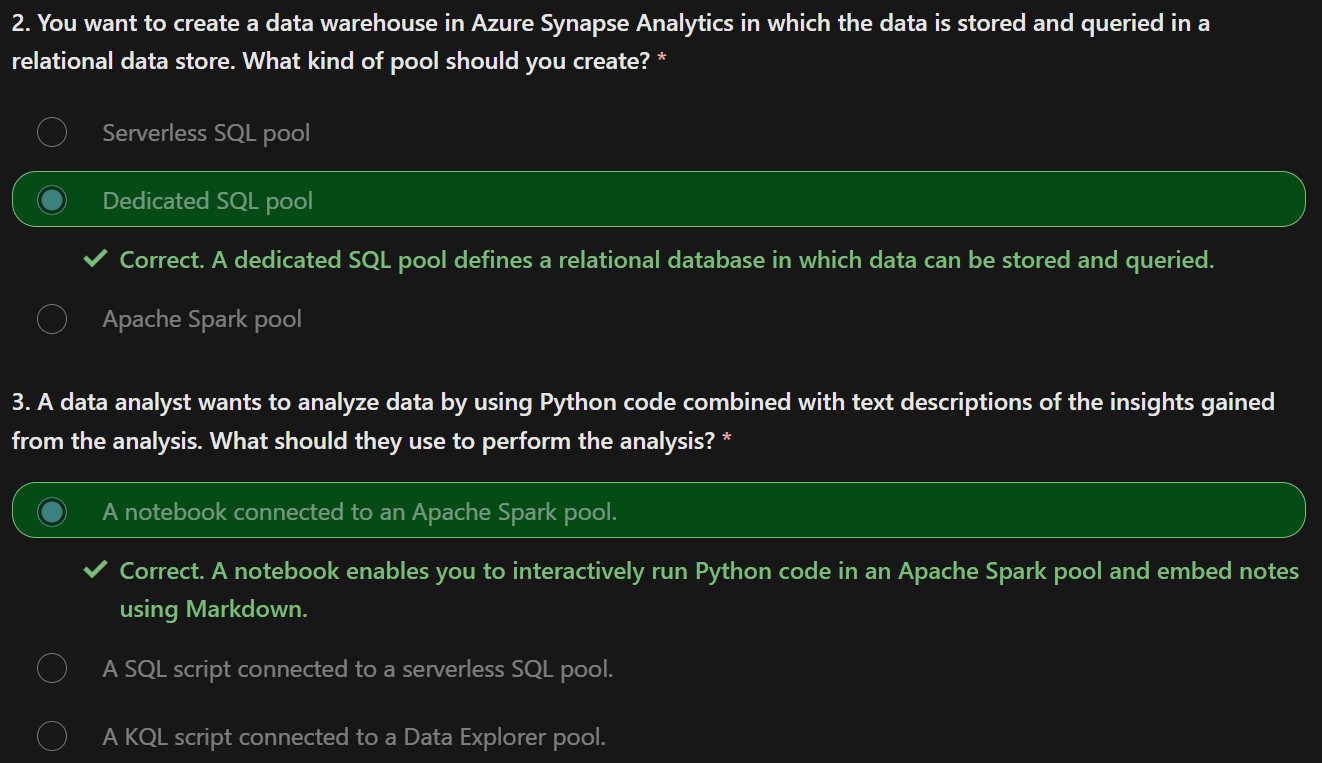 2. You want to create a data warehouse in Azure Synapse Analytics in which the data is stored and queried in a
relational data store. What kind of pool should you create? *
Serverless SQL pool
Dedicated SQL pool
Correct. A dedicated SQL pool defines a relational database in which data can be stored and queried.
Apache Spark pool
3. A data analyst wants to analyze data by using Python code combined with text descriptions of the insights gained
from the analysis. What should they use to perform the analysis? *
A notebook connected to an Apache Spark pool.
Correct. A notebook enables you to interactively run Python code in an Apache Spark pool and embed notes
using Markdown.
A SQL script connected to a serverless SQL pool.
A KQL script connected to a Data Explorer pool.